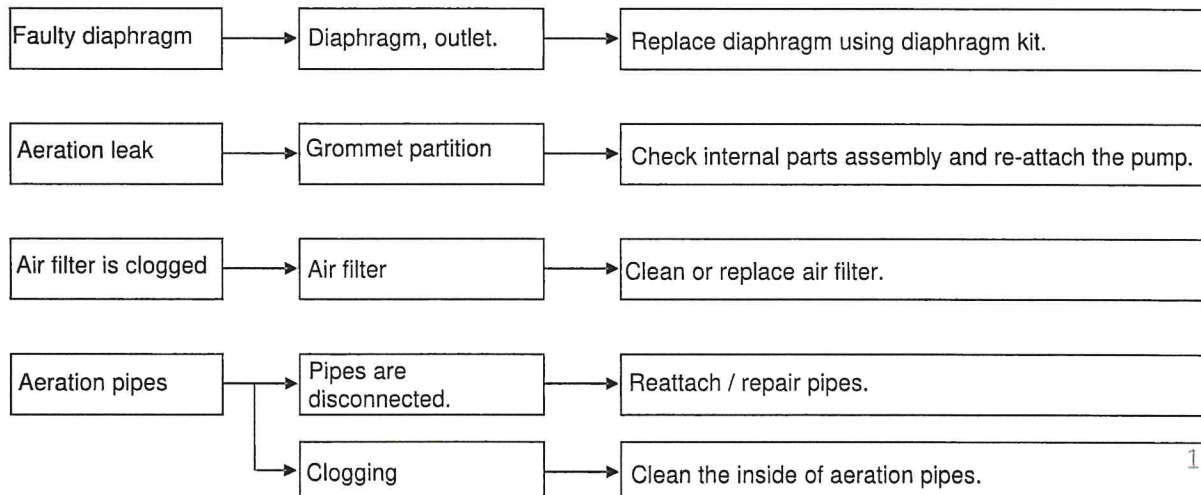 Faulty diaphragm
Diaphragm, outlet.
Replace diaphragm using diaphragm kit.
Aeration leak
Grommet partition
Check internal parts assembly and re-attach the pump.
Air filter is clogged
Air filter
Clean or replace air filter.
Aeration pipes
Pipes are
disconnected.
Reattach / repair pipes.
Clogging
Clean the inside of aeration pipes.
1